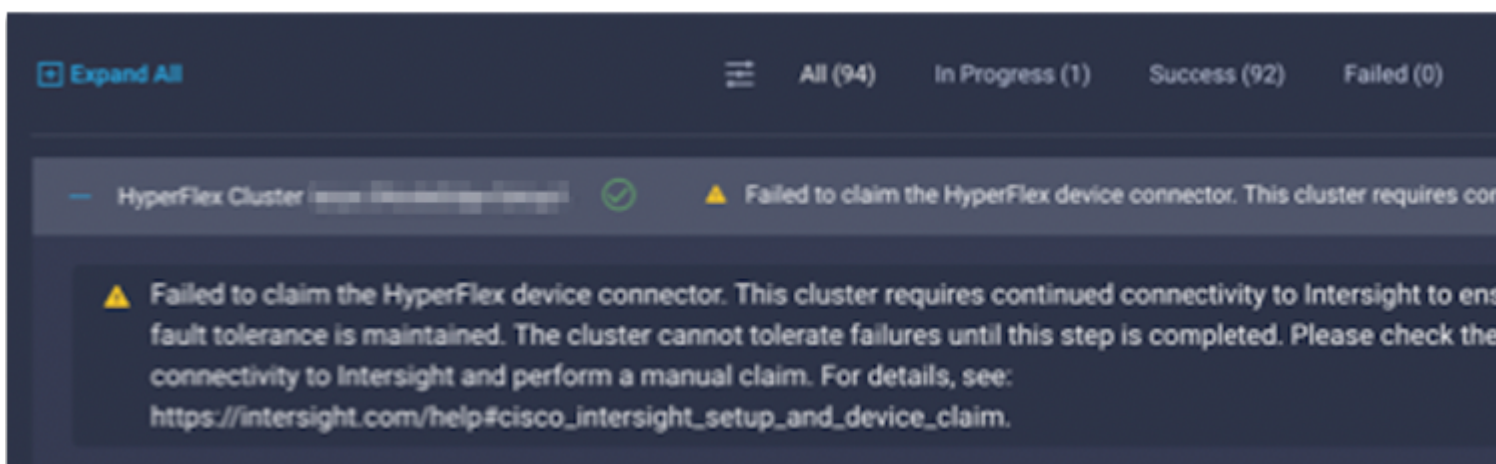 Expand All
All (94) In Progress (1) Success (92) Failed (0)
HyperFlex Cluster
Failed to claim the HyperFlex device connector. This cluster requires cor
Failed to claim the HyperFlex device connector. This cluster requires continued connectivity to Intersight to ens
fault tolerance is maintained. The cluster cannot tolerate failures until this step is completed. Please check the
connectivity to Intersight and perform a manual claim. For details, see:
https://intersight.com/help#cisco_intersight_setup_and_device_claim.